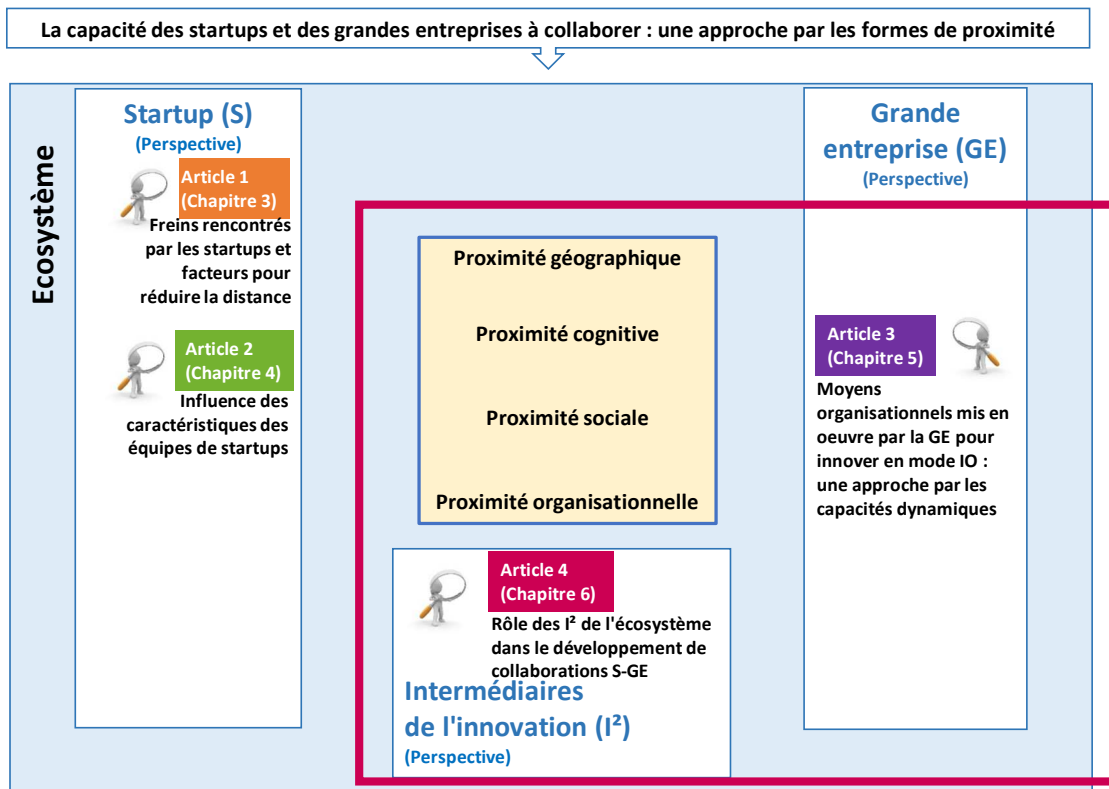 La capacité des startups et des grandes entreprises à collaborer : une approche par les formes de proximité
Ecosystème
Startup (S)
(Perspective)
Article 1
(Chapitre 3)
Freins rencontrés
par les startups et
facteurs pour
réduire la distance
Article 2
(Chapitre 4)
Influence des
caractéristiques des
équipes de startups
Proximité géographique
Proximité cognitive
Proximité sociale
Proximité organisationnelle
Article 4
(Chapitre 6)
Rôle des I² de l'écosystème
dans le développement de
collaborations S-GE
Intermédiaires
de l'innovation (I²)
(Perspective)
Grande
entreprise (GE)
(Perspective)
Article 3
(Chapitre 5)
Moyens
organisationnels mis en
oeuvre par la GE pour
innover en mode IO :
une approche par les
capacités dynamiques